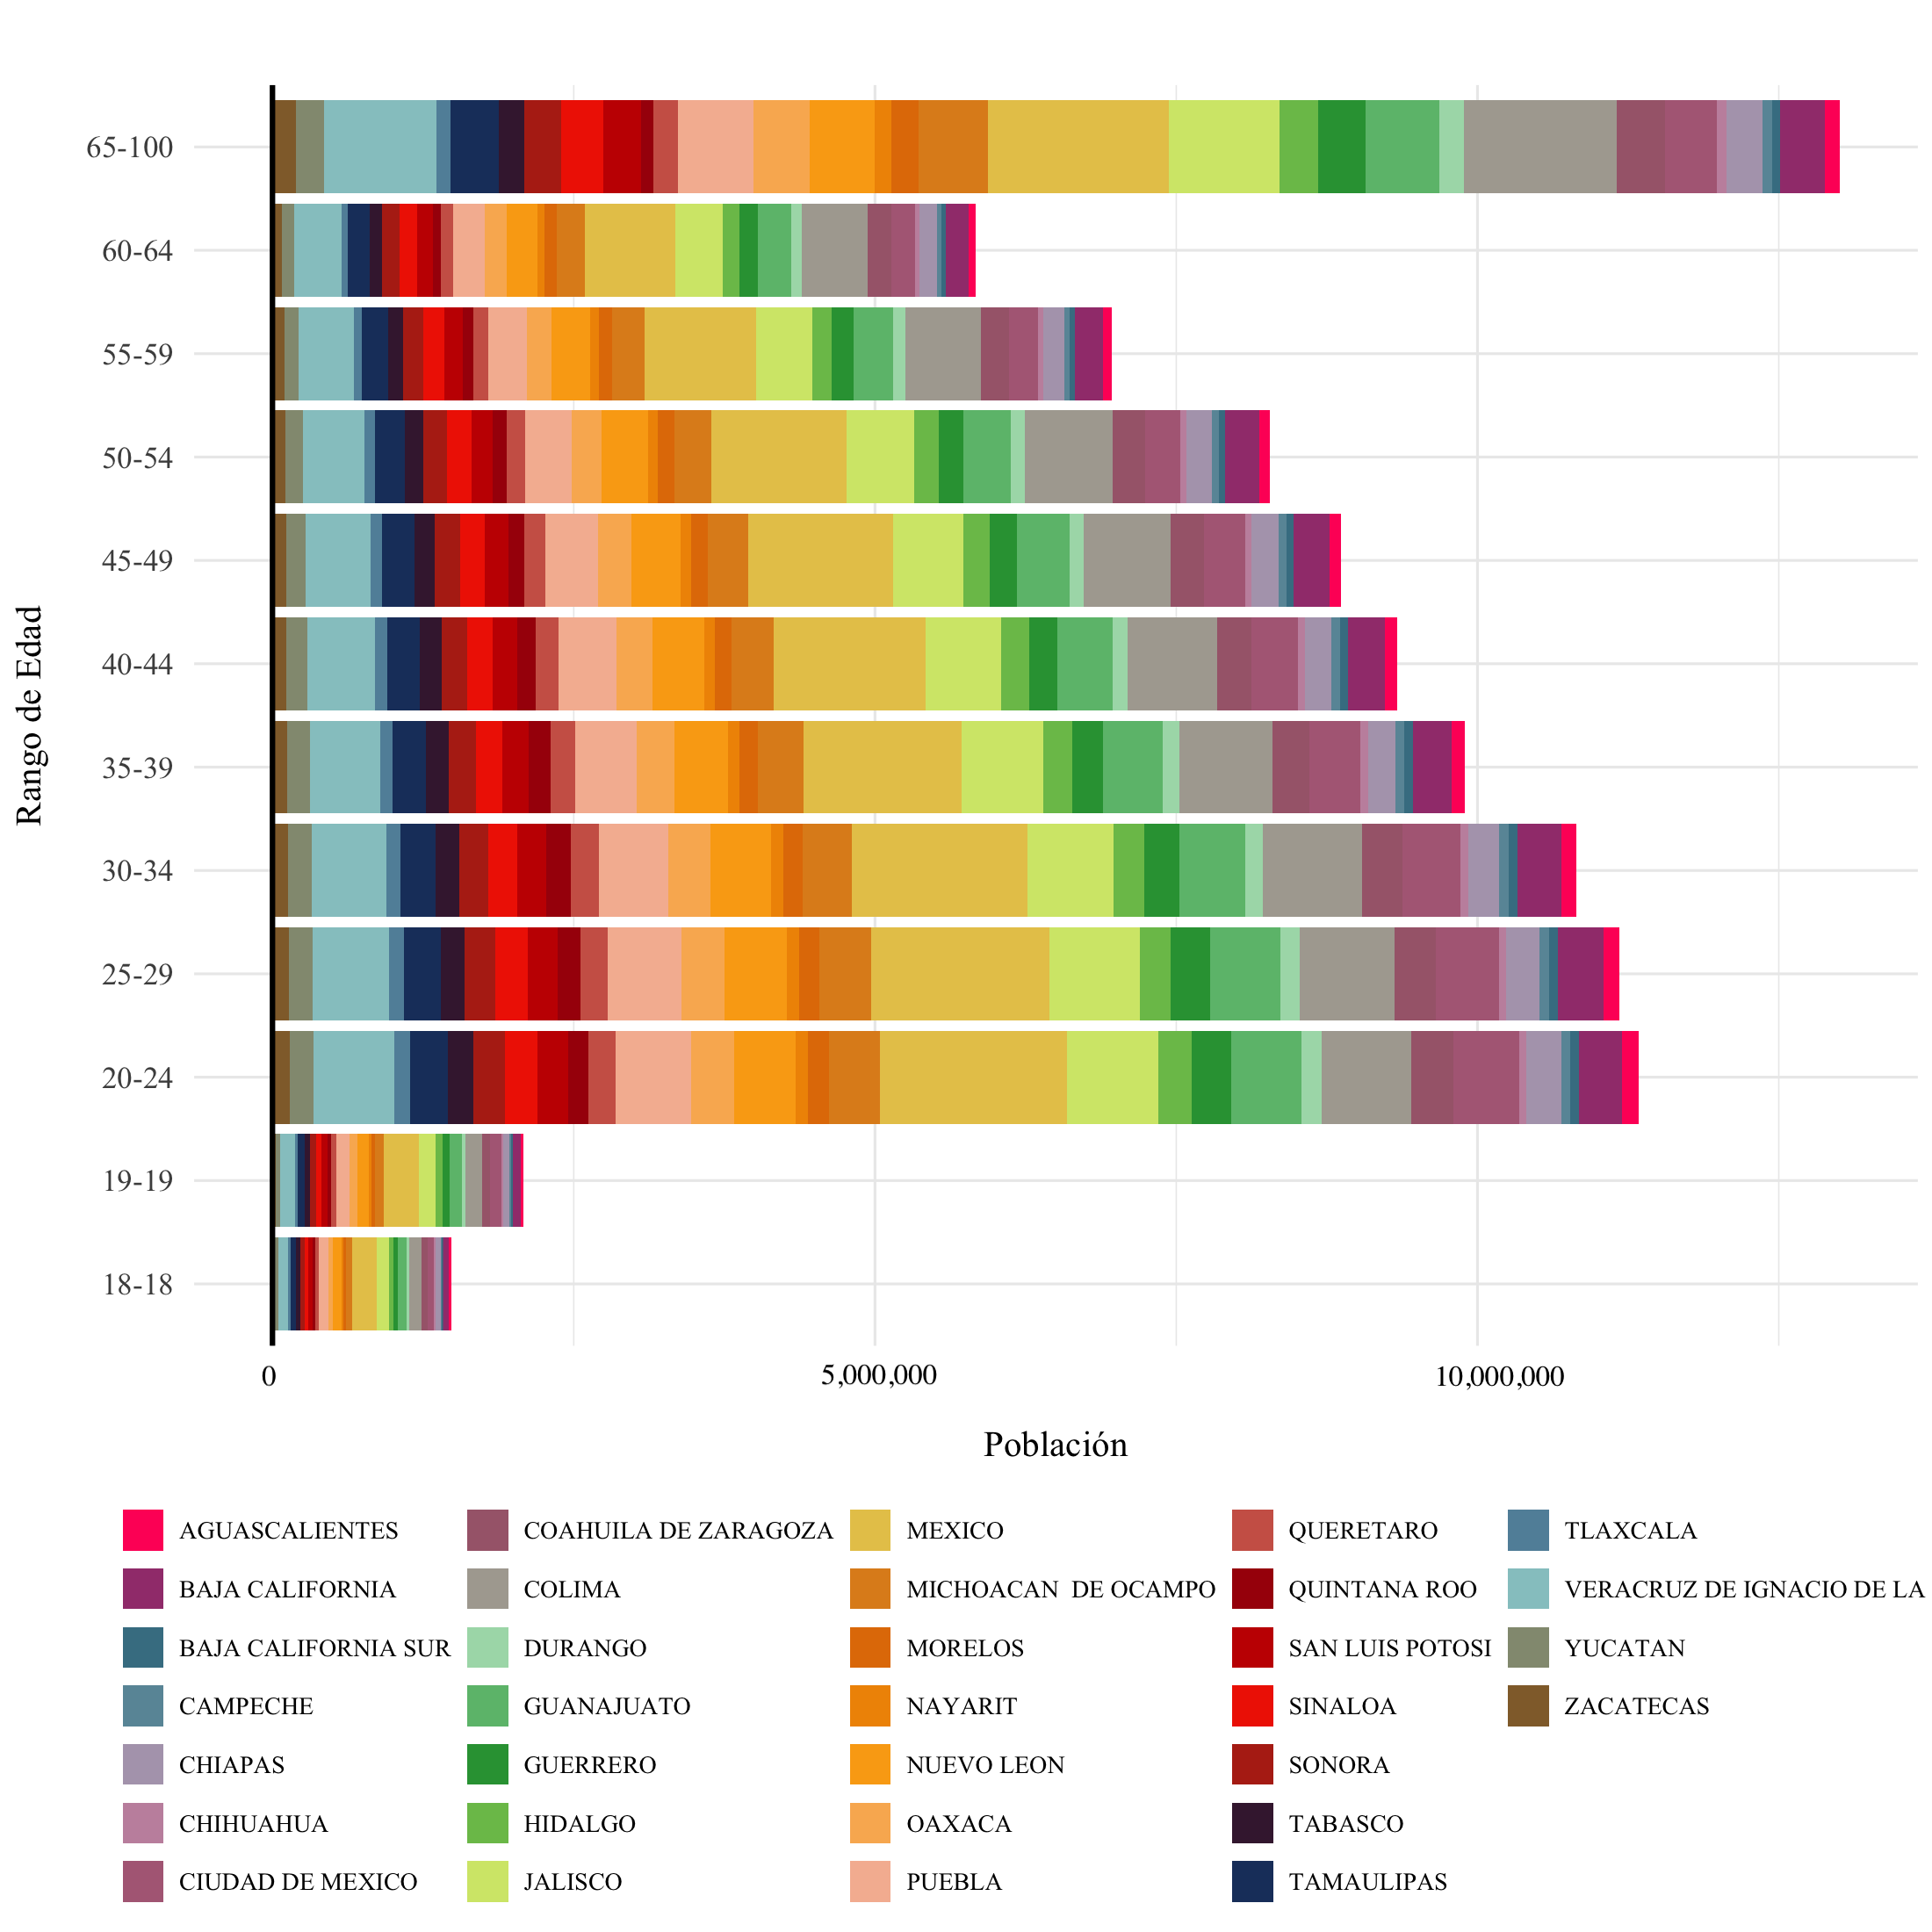 65-100
60-64
55-59
50-54
45-49
40-44
35-39
30-34
25-29
20-24
19-19
18-18
Rango de Edad
0 5,000,000 10,000,000
Población
AGUASCALIENTES COAHUILA DE ZARAGOZA MEXICO QUERETARO TLAXCALA
BAJA CALIFORNIA COLIMA MICHOACAN  DE OCAMPO QUINTANA ROO VERACRUZ DE IGNACIO DE LA
BAJA CALIFORNIA SUR DURANGO MORELOS SAN LUIS POTOSI YUCATAN
CAMPECHE GUANAJUATO NAYARIT SINALOA ZACATECAS
CHIAPAS GUERRERO NUEVO LEON SONORA
CHIHUAHUA HIDALGO OAXACA TABASCO
CIUDAD DE MEXICO JALISCO PUEBLA TAMAULIPAS